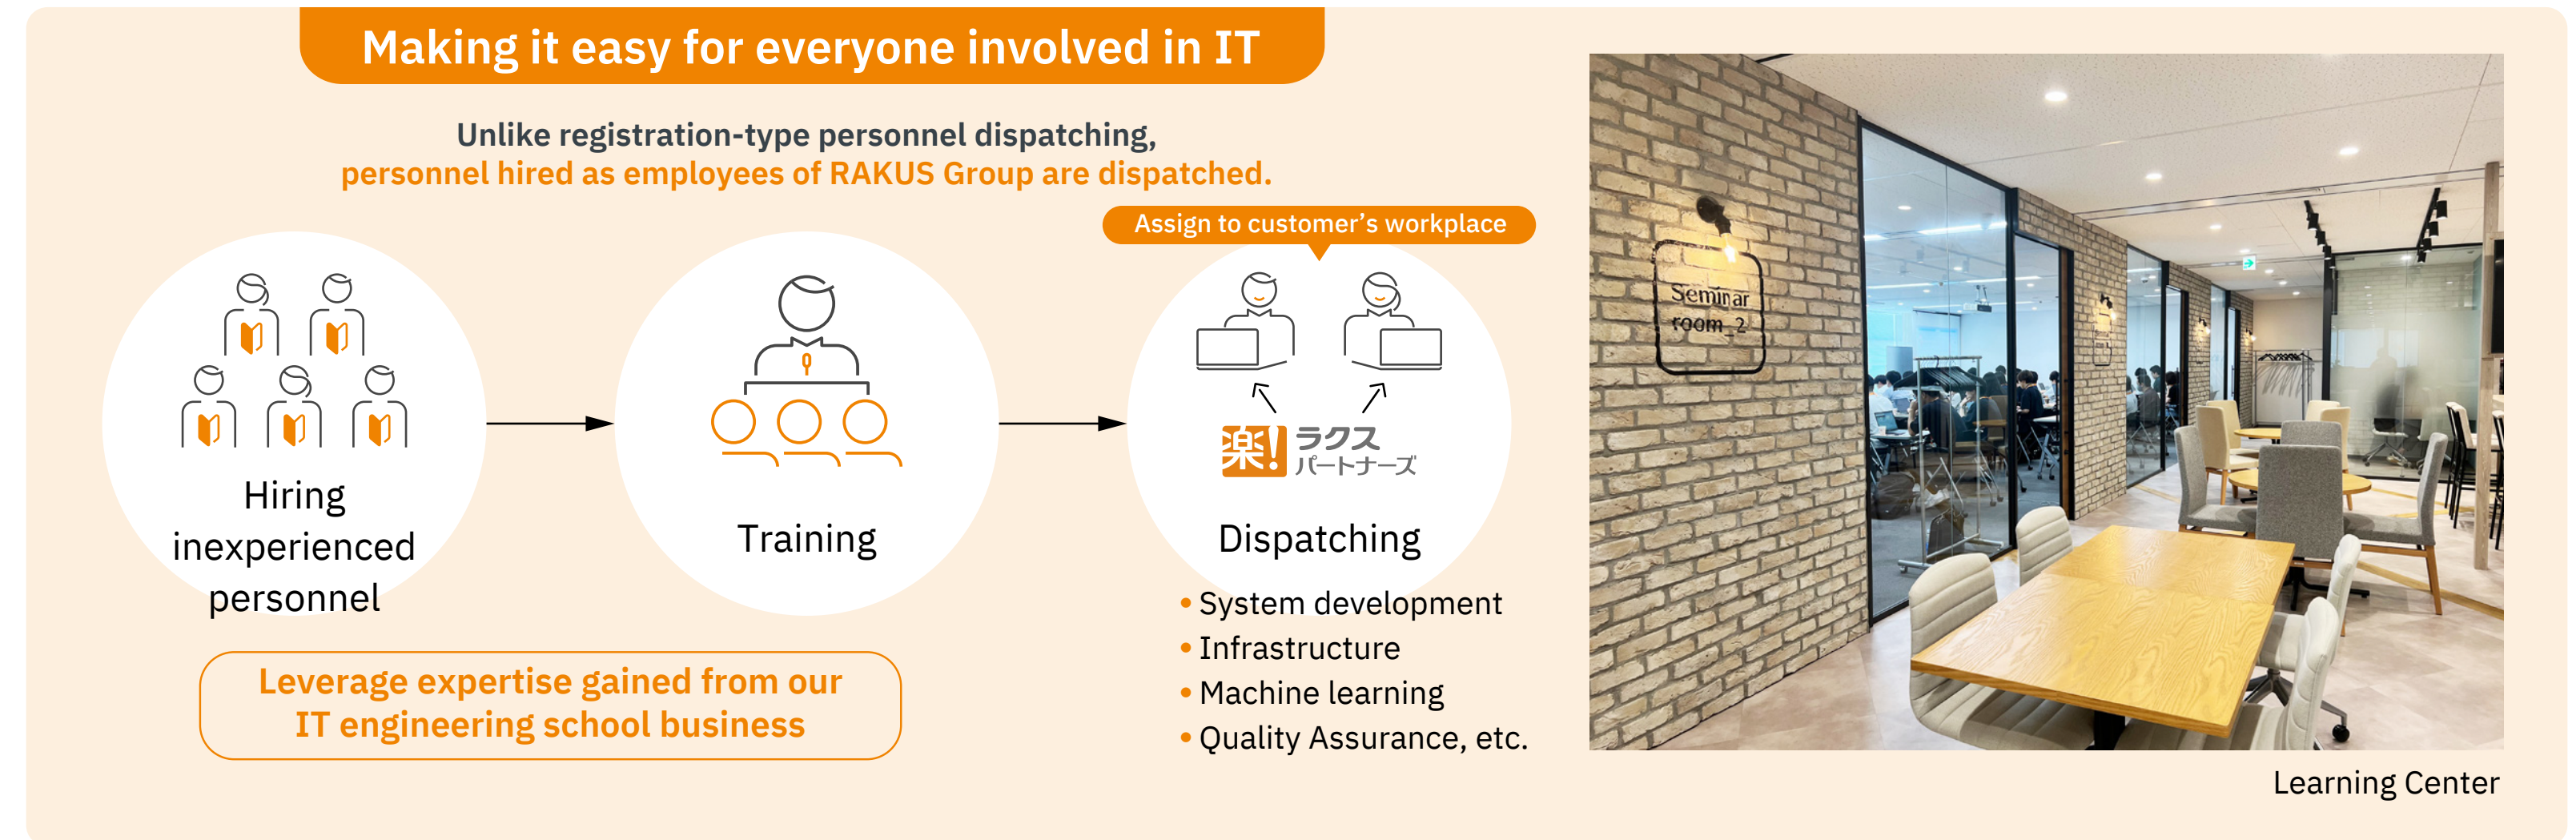 Making it easy for everyone involved in IT
Unlike registration-type personnel dispatching,
personnel hired as employees of RAKUS Group are dispatched.
Hiring
inexperienced
personnel
Training
Assign to customer’s workplace
楽!
ラクス
パートナーズ
Dispatching
• System development
• Infrastructure
• Machine learning
• Quality Assurance, etc.
Leverage expertise gained from our
IT engineering school business
Seminar
room_2
Learning Center